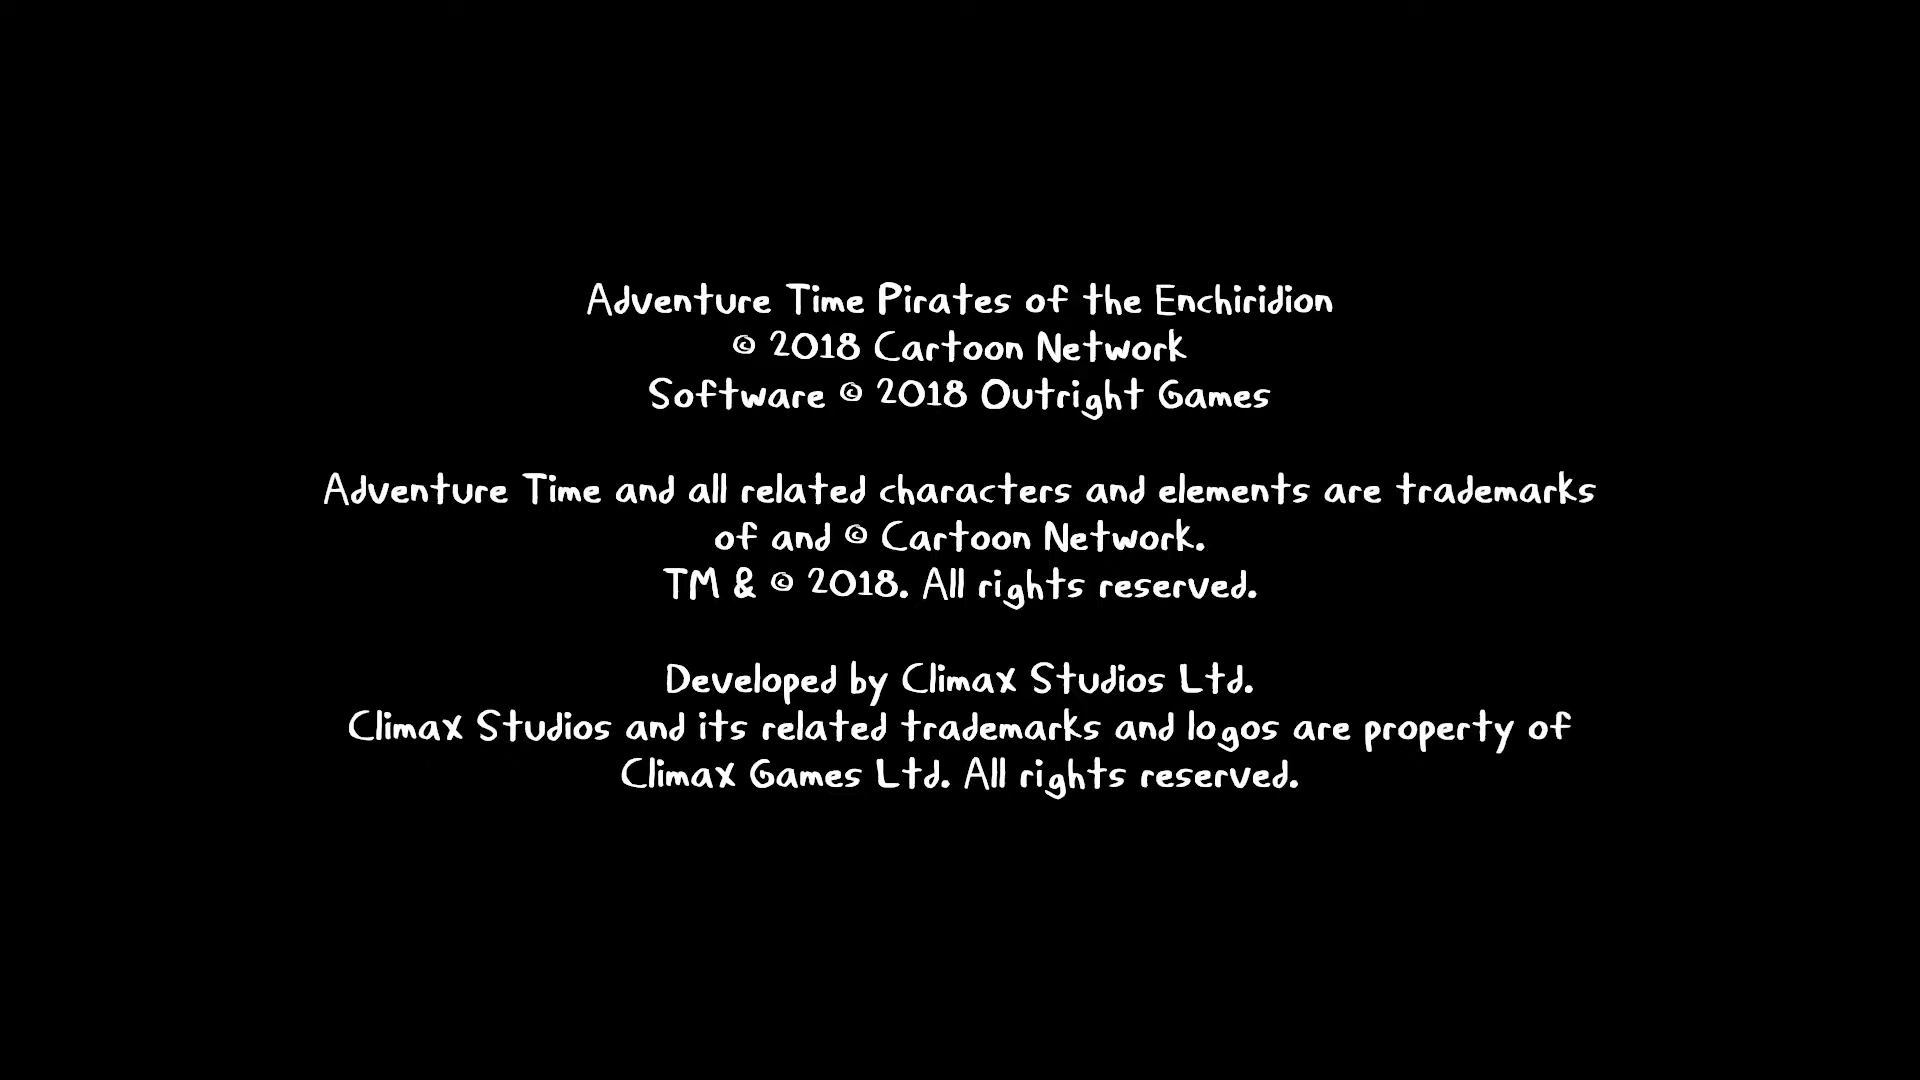 Adventure Time Pirates of the Enchiridion
© 2018 Cartoon Network
Software © 2018 Outright Games
Adventure Time and all related characters and elements are trademarks
of and © Cartoon Network.
TM & © 2018. All rights reserved.
Developed by Climax Studios Ltd.
Climax Studios and its related trademarks and logos are property of
Climax Games Ltd. All rights reserved.